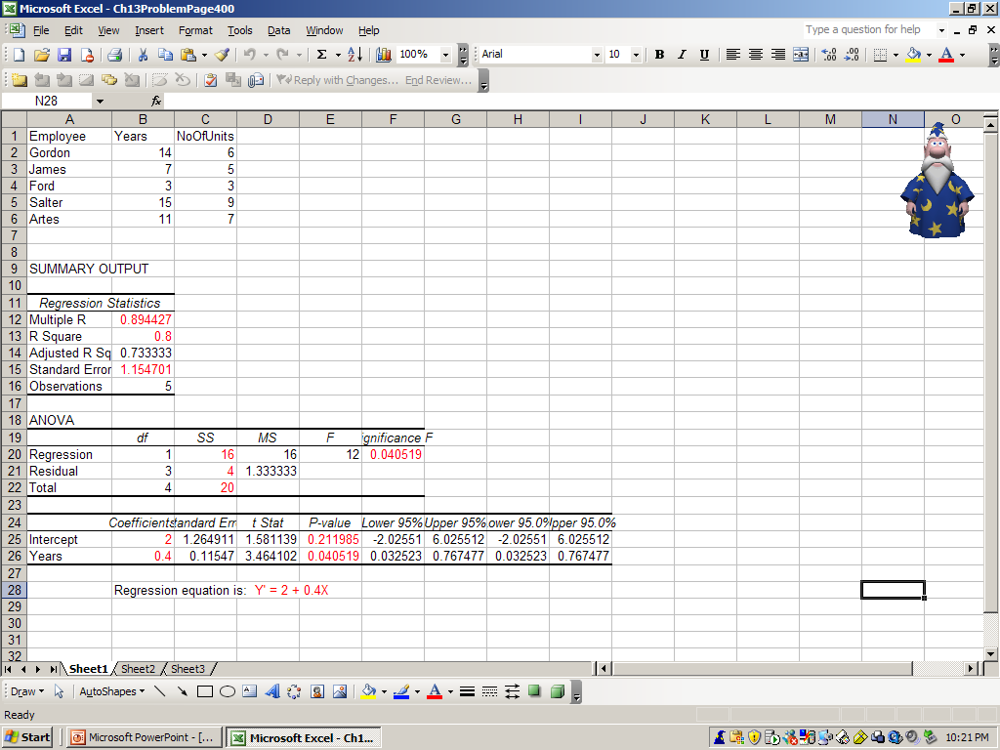 Microsoft Excel - Ch13ProblemPage400
File Edit View Insert Format Tools Data Window Help Type a question for help
100% Arial 10 B I U
Reply with Changes... End Review...
N28 fx
A B C D E F G H I J K L M N O
1 Employee Years NoOfUnits
2 Gordon 14 6
3 James 7 5
4 Ford 3 3
5 Salter 15 9
6 Artes 11 7
7
8
9 SUMMARY OUTPUT
10
11 Regression Statistics
12 Multiple R 0.894427
13 R Square 0.8
14 Adjusted R Sq 0.733333
15 Standard Error 1.154701
16 Observations 5
17
18 ANOVA
19 df SS MS F gnificance F
20 Regression 1 16 16 12 0.040519
21 Residual 3 4 1.333333
22 Total 4 20
23
24 Coefficients tandard Err t Stat P-value Lower 95% Upper 95% ower 95.0% pper 95.0%
25 Intercept 2 1.264911 1.581139 0.211985 -2.02551 6.025512 -2.02551 6.025512
26 Years 0.4 0.11547 3.464102 0.040519 0.032523 0.767477 0.032523 0.767477
27
28 Regression equation is: Y' = 2 + 0.4X
29
30
31
32
Sheet1 Sheet2 Sheet3
Draw AutoShapes
Ready
Start Microsoft PowerPoint - [... Microsoft Excel - Ch1... 10:21 PM